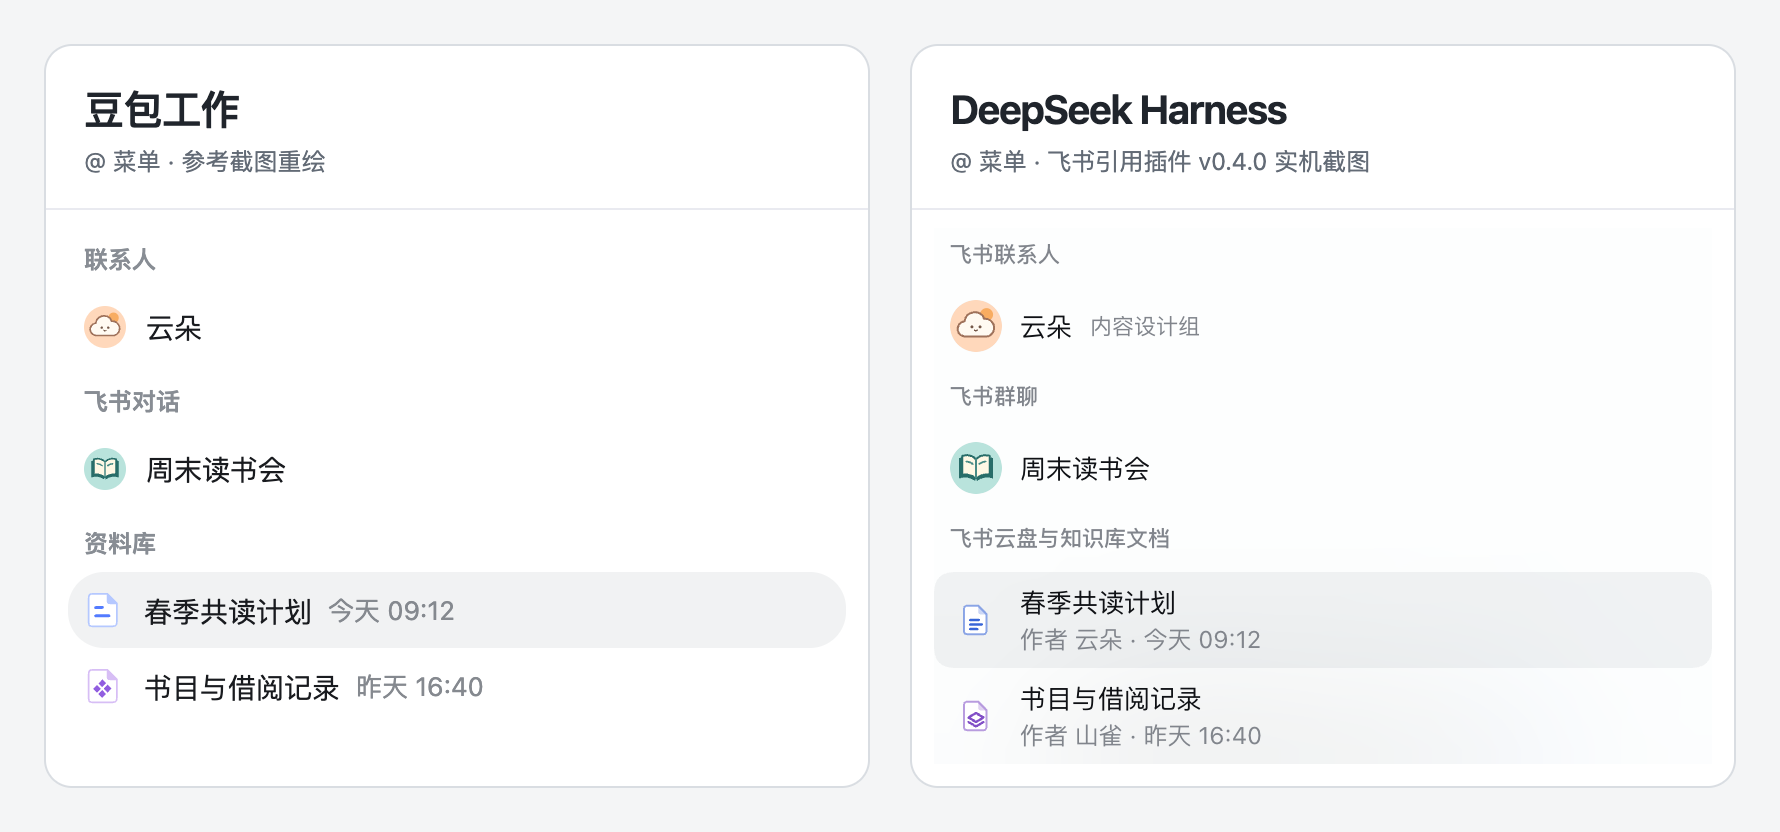 豆包工作
@ 菜单 · 参考截图重绘
联系人
云朵
飞书对话
周末读书会
资料库
春季共读计划 今天 09:12
书目与借阅记录 昨天 16:40
DeepSeek Harness
@ 菜单 · 飞书引用插件 v0.4.0 实机截图
飞书联系人
云朵 内容设计组
飞书群聊
周末读书会
飞书云盘与知识库文档
春季共读计划
作者 云朵 · 今天 09:12
书目与借阅记录
作者 山雀 · 昨天 16:40